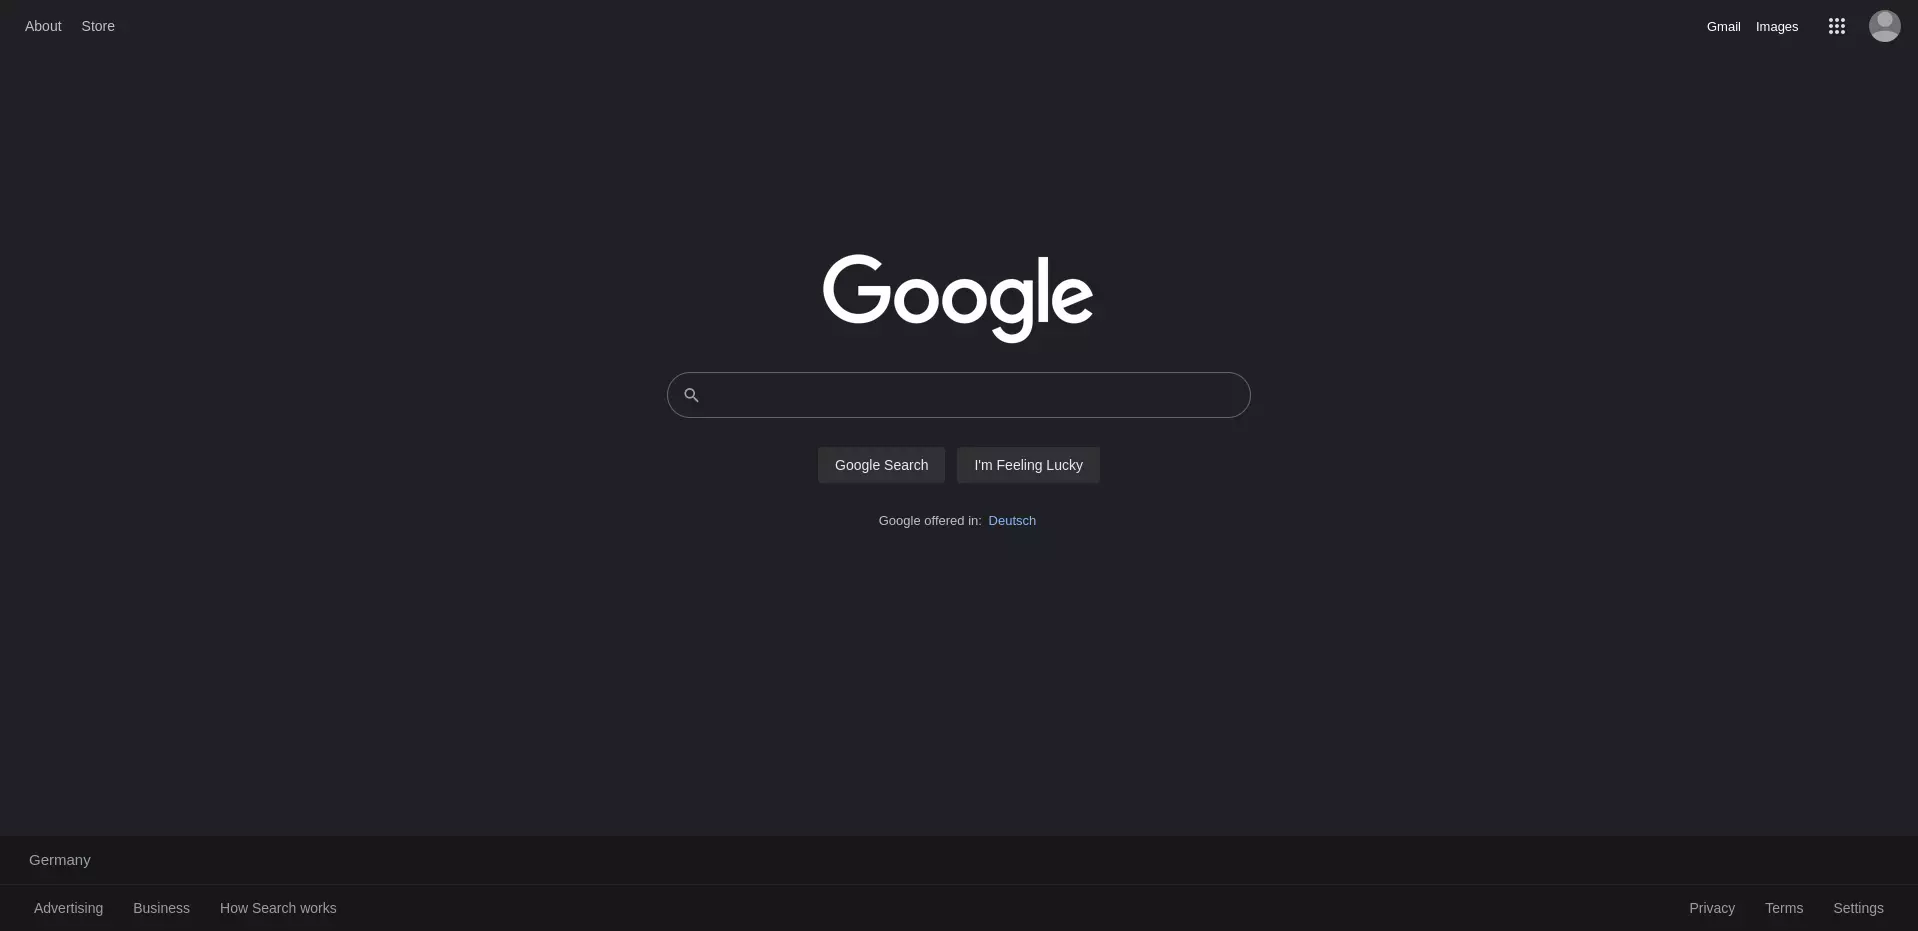 About Store Gmail Images
Google
Google Search I'm Feeling Lucky
Google offered in: Deutsch
Germany
Advertising Business How Search works Privacy Terms Settings